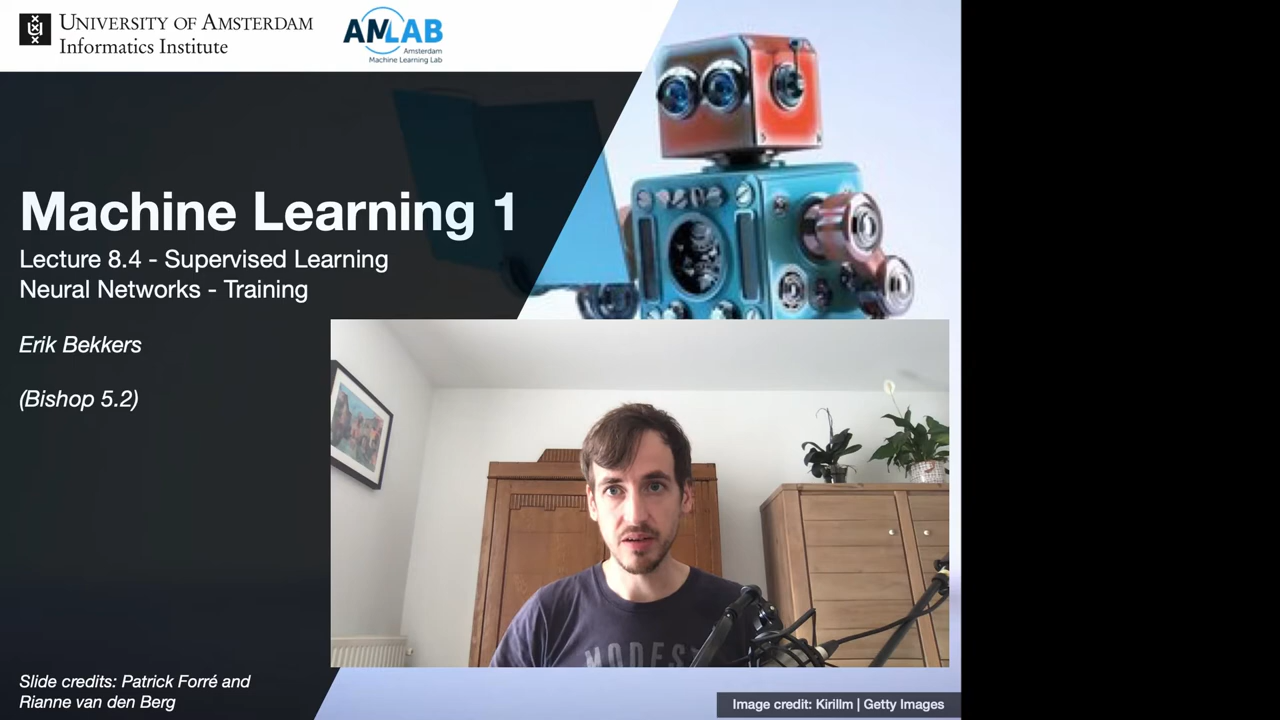 UNIVERSITY OF AMSTERDAM
Informatics Institute
AMLAB
Amsterdam
Machine Learning Lab
Machine Learning 1
Lecture 8.4 - Supervised Learning
Neural Networks - Training
Erik Bekkers
(Bishop 5.2)
MODES
Slide credits: Patrick Forré and
Rianne van den Berg
Image credit: Kirillm | Getty Images